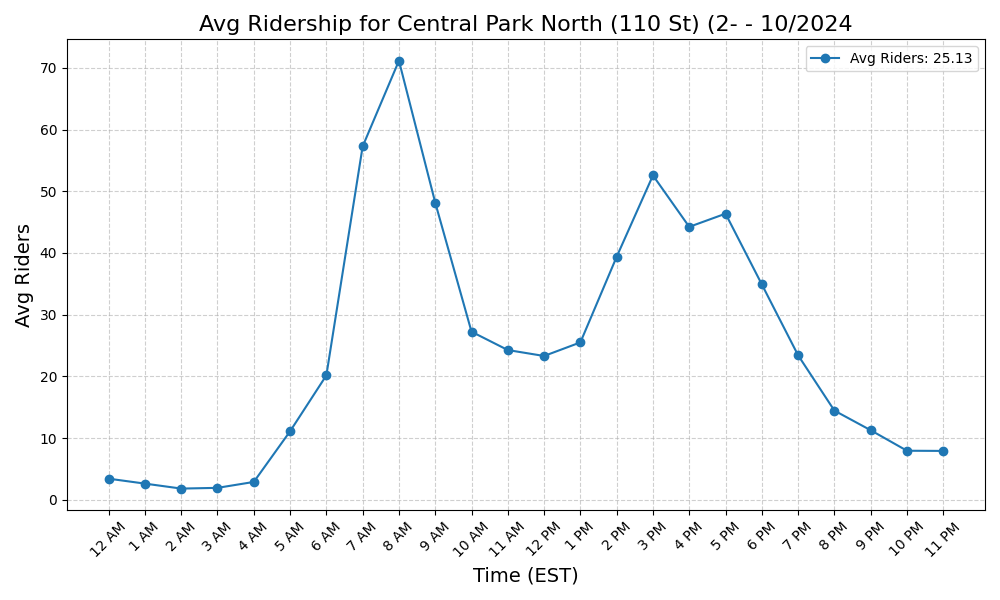 Avg Ridership for Central Park North (110 St) (2- - 10/2024
Avg Riders: 25.13
Avg Riders
70
60
50
40
30
20
10
0
12 AM
1 AM
2 AM
3 AM
4 AM
5 AM
6 AM
7 AM
8 AM
9 AM
10 AM
11 AM
12 PM
1 PM
2 PM
3 PM
4 PM
5 PM
6 PM
7 PM
8 PM
9 PM
10 PM
11 PM
Time (EST)